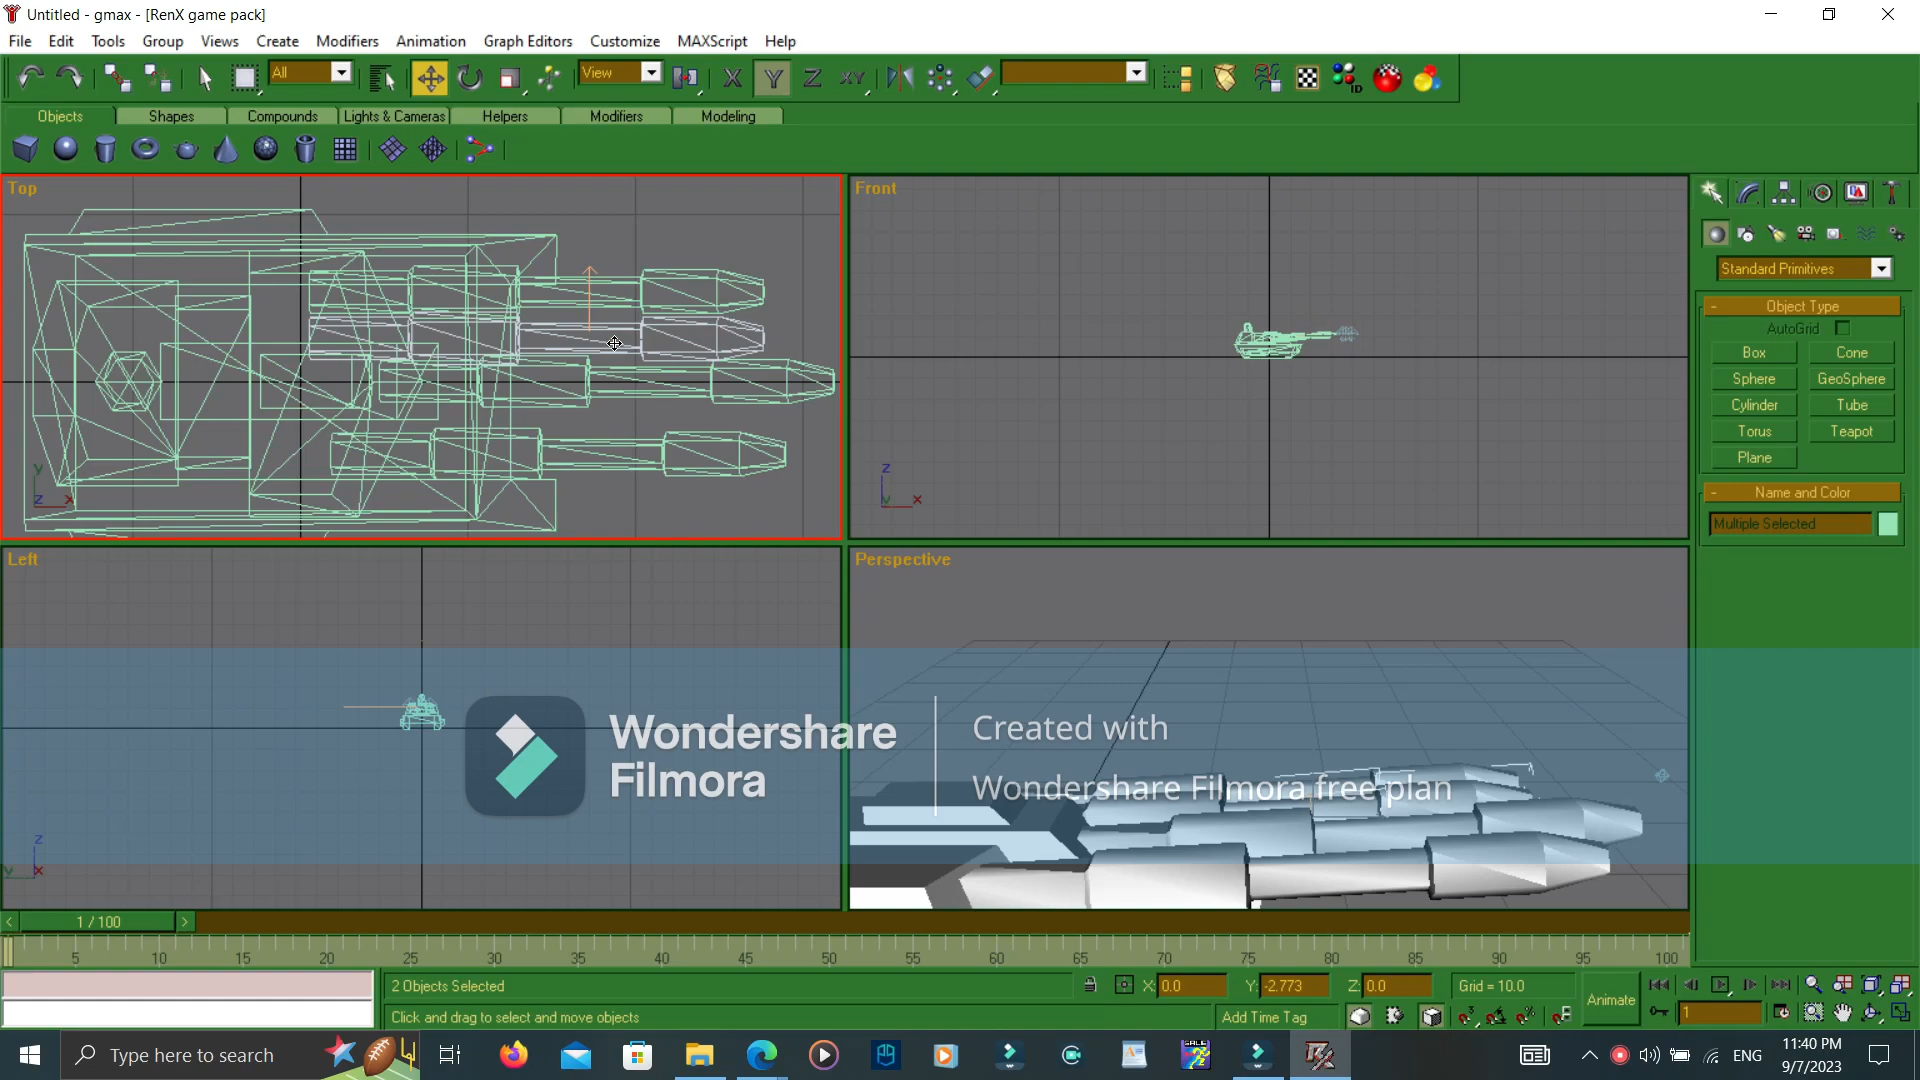 Untitled - gmax - [RenX game pack]
File Edit Tools Group Views Create Modifiers Animation Graph Editors Customize MAXScript Help
All View X Y Z XY ID
Objects Shapes Compounds Lights & Cameras Helpers Modifiers Modeling
Top
y
z x
Front
z
y x
Left
z
y x
Perspective
Standard Primitives
- Object Type
AutoGrid
Box Cone
Sphere GeoSphere
Cylinder Tube
Torus Teapot
Plane
- Name and Color
Multiple Selected
Wondershare
Filmora
Created with
Wondershare Filmora free plan
< 1 / 100 >
5 10 15 20 25 30 35 40 45 50 55 60 65 70 75 80 85 90 95 100
2 Objects Selected X: 0.0 Y: -2.773 Z: 0.0 Grid = 10.0
Click and drag to select and move objects Add Time Tag
Animate
1
Type here to search
ENG
11:40 PM
9/7/2023